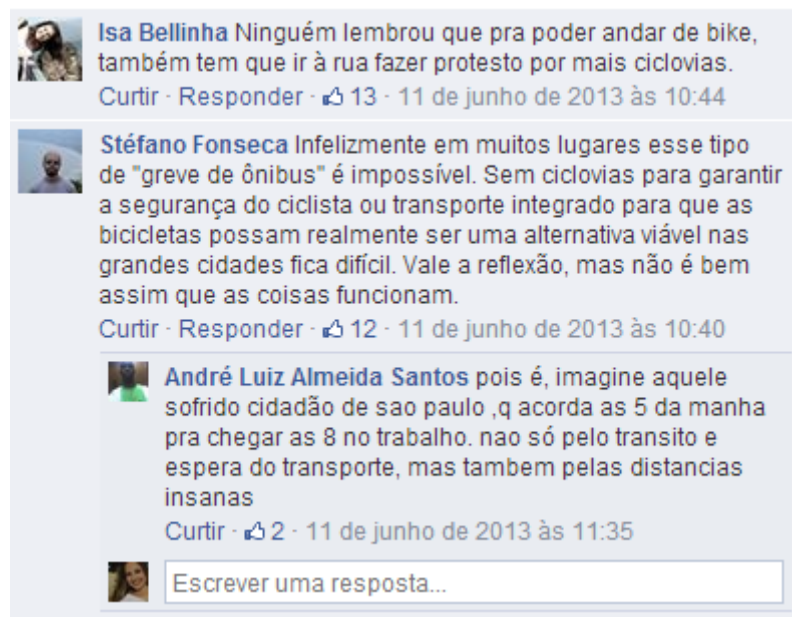 Isa Bellinha Ninguém lembrou que pra poder andar de bike,
também tem que ir à rua fazer protesto por mais ciclovias.
Curtir · Responder · 13 · 11 de junho de 2013 às 10:44
Stéfano Fonseca Infelizmente em muitos lugares esse tipo
de "greve de ônibus" é impossível. Sem ciclovias para garantir
a segurança do ciclista ou transporte integrado para que as
bicicletas possam realmente ser uma alternativa viável nas
grandes cidades fica difícil. Vale a reflexão, mas não é bem
assim que as coisas funcionam.
Curtir · Responder · 12 · 11 de junho de 2013 às 10:40
André Luiz Almeida Santos pois é, imagine aquele
sofrido cidadão de sao paulo ,q acorda as 5 da manha
pra chegar as 8 no trabalho. nao só pelo transito e
espera do transporte, mas tambem pelas distancias
insanas
Curtir · 2 · 11 de junho de 2013 às 11:35
Escrever uma resposta...